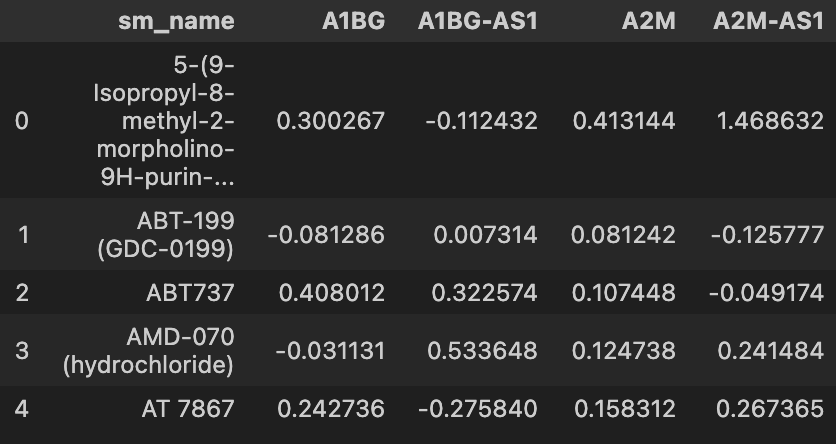 sm_name A1BG A1BG-AS1 A2M A2M-AS1
5-(9-
Isopropyl-8-
0 methyl-2- 0.300267 -0.112432 0.413144 1.468632
morpholino-
9H-purin-...
ABT-199
1 -0.081286 0.007314 0.081242 -0.125777
(GDC-0199)
2 ABT737 0.408012 0.322574 0.107448 -0.049174
AMD-070
3 -0.031131 0.533648 0.124738 0.241484
(hydrochloride)
4 AT 7867 0.242736 -0.275840 0.158312 0.267365